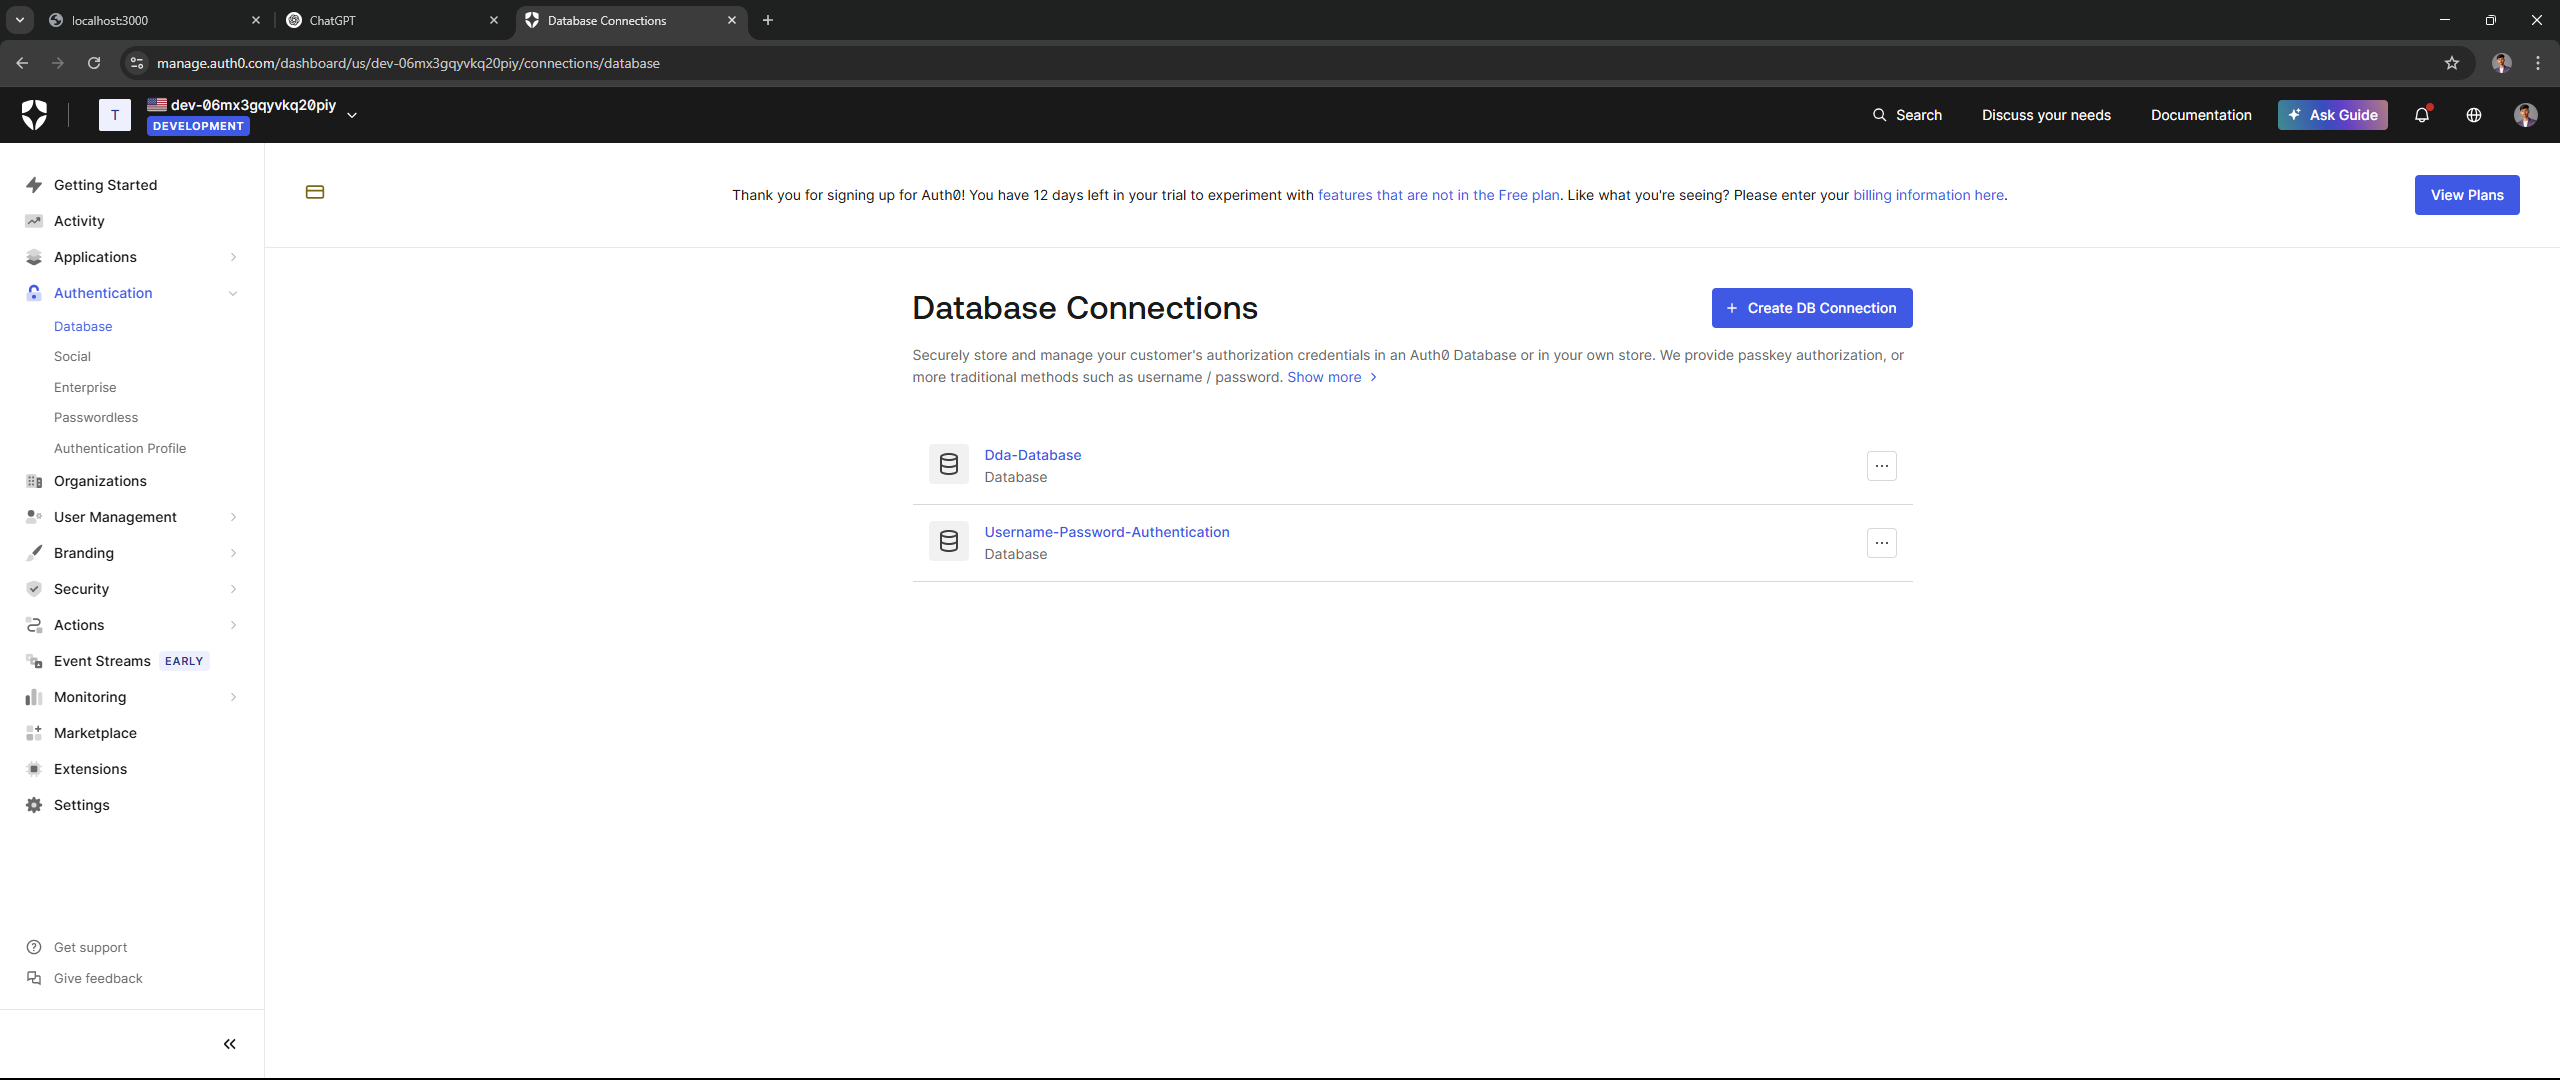 localhost:3000
ChatGPT
Database Connections
manage.auth0.com/dashboard/us/dev-06mx3gqyvkq20piy/connections/database
T
dev-06mx3gqyvkq20piy
DEVELOPMENT
Search
Discuss your needs
Documentation
Ask Guide
Getting Started
Activity
Applications
Authentication
Database
Social
Enterprise
Passwordless
Authentication Profile
Organizations
User Management
Branding
Security
Actions
Event Streams EARLY
Monitoring
Marketplace
Extensions
Settings
Get support
Give feedback
Thank you for signing up for Auth0! You have 12 days left in your trial to experiment with features that are not in the Free plan. Like what you're seeing? Please enter your billing information here.
View Plans
Database Connections
+ Create DB Connection
Securely store and manage your customer's authorization credentials in an Auth0 Database or in your own store. We provide passkey authorization, or
more traditional methods such as username / password. Show more
Dda-Database
Database
Username-Password-Authentication
Database